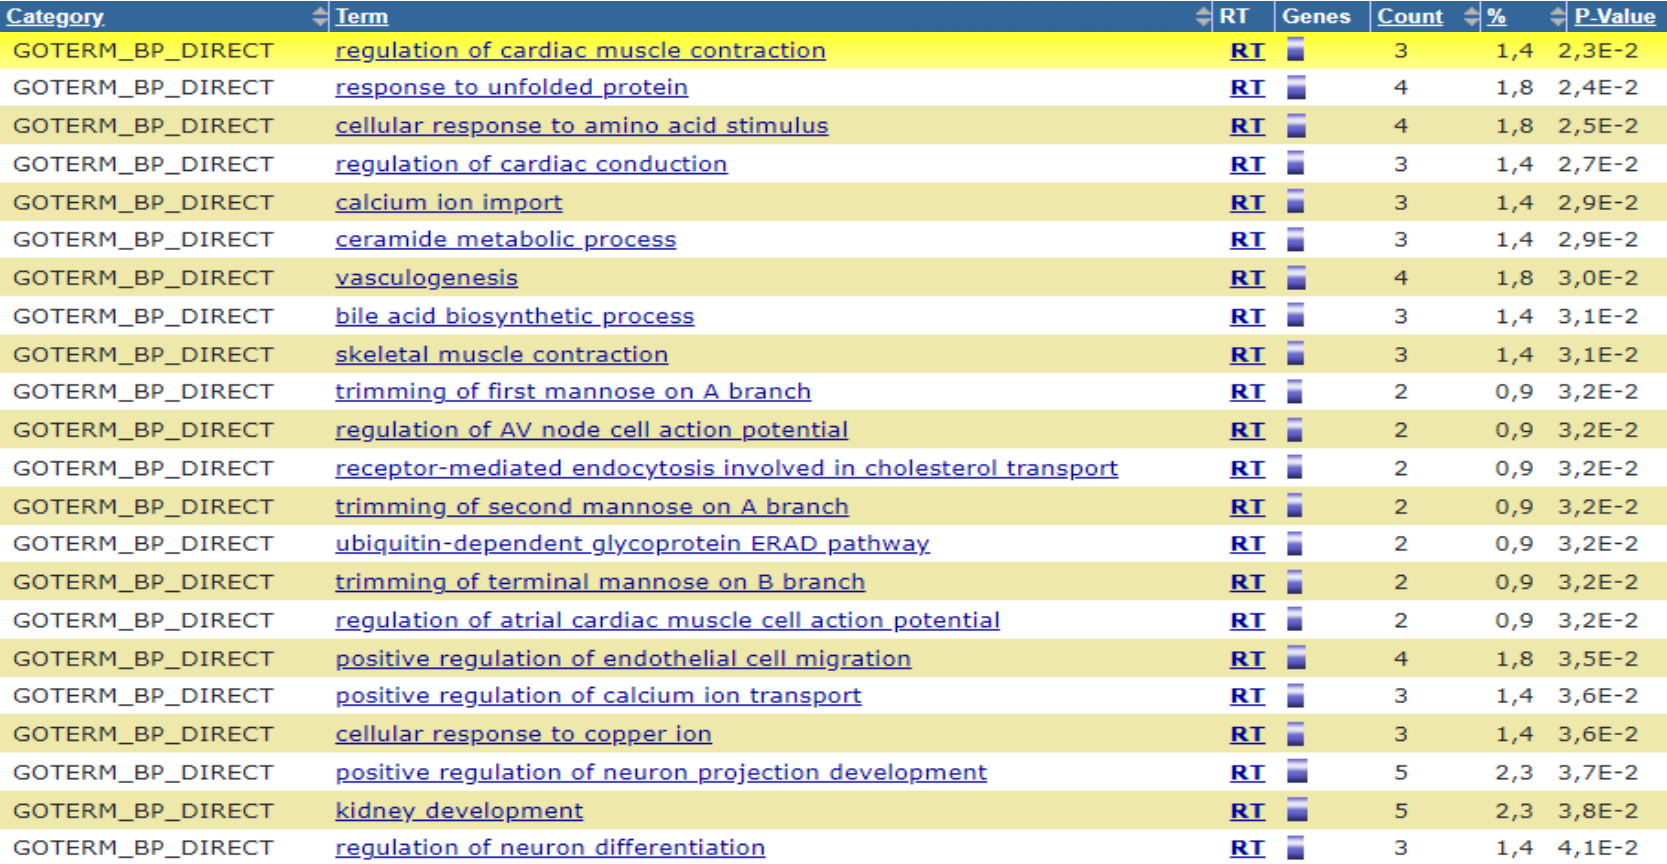 Category Term RT Genes Count % P-Value
GOTERM_BP_DIRECT regulation of cardiac muscle contraction RT 3 1,4 2,3E-2
GOTERM_BP_DIRECT response to unfolded protein RT 4 1,8 2,4E-2
GOTERM_BP_DIRECT cellular response to amino acid stimulus RT 4 1,8 2,5E-2
GOTERM_BP_DIRECT regulation of cardiac conduction RT 3 1,4 2,7E-2
GOTERM_BP_DIRECT calcium ion import RT 3 1,4 2,9E-2
GOTERM_BP_DIRECT ceramide metabolic process RT 3 1,4 2,9E-2
GOTERM_BP_DIRECT vasculogenesis RT 4 1,8 3,0E-2
GOTERM_BP_DIRECT bile acid biosynthetic process RT 3 1,4 3,1E-2
GOTERM_BP_DIRECT skeletal muscle contraction RT 3 1,4 3,1E-2
GOTERM_BP_DIRECT trimming of first mannose on A branch RT 2 0,9 3,2E-2
GOTERM_BP_DIRECT regulation of AV node cell action potential RT 2 0,9 3,2E-2
GOTERM_BP_DIRECT receptor-mediated endocytosis involved in cholesterol transport RT 2 0,9 3,2E-2
GOTERM_BP_DIRECT trimming of second mannose on A branch RT 2 0,9 3,2E-2
GOTERM_BP_DIRECT ubiquitin-dependent glycoprotein ERAD pathway RT 2 0,9 3,2E-2
GOTERM_BP_DIRECT trimming of terminal mannose on B branch RT 2 0,9 3,2E-2
GOTERM_BP_DIRECT regulation of atrial cardiac muscle cell action potential RT 2 0,9 3,2E-2
GOTERM_BP_DIRECT positive regulation of endothelial cell migration RT 4 1,8 3,5E-2
GOTERM_BP_DIRECT positive regulation of calcium ion transport RT 3 1,4 3,6E-2
GOTERM_BP_DIRECT cellular response to copper ion RT 3 1,4 3,6E-2
GOTERM_BP_DIRECT positive regulation of neuron projection development RT 5 2,3 3,7E-2
GOTERM_BP_DIRECT kidney development RT 5 2,3 3,8E-2
GOTERM_BP_DIRECT regulation of neuron differentiation RT 3 1,4 4,1E-2